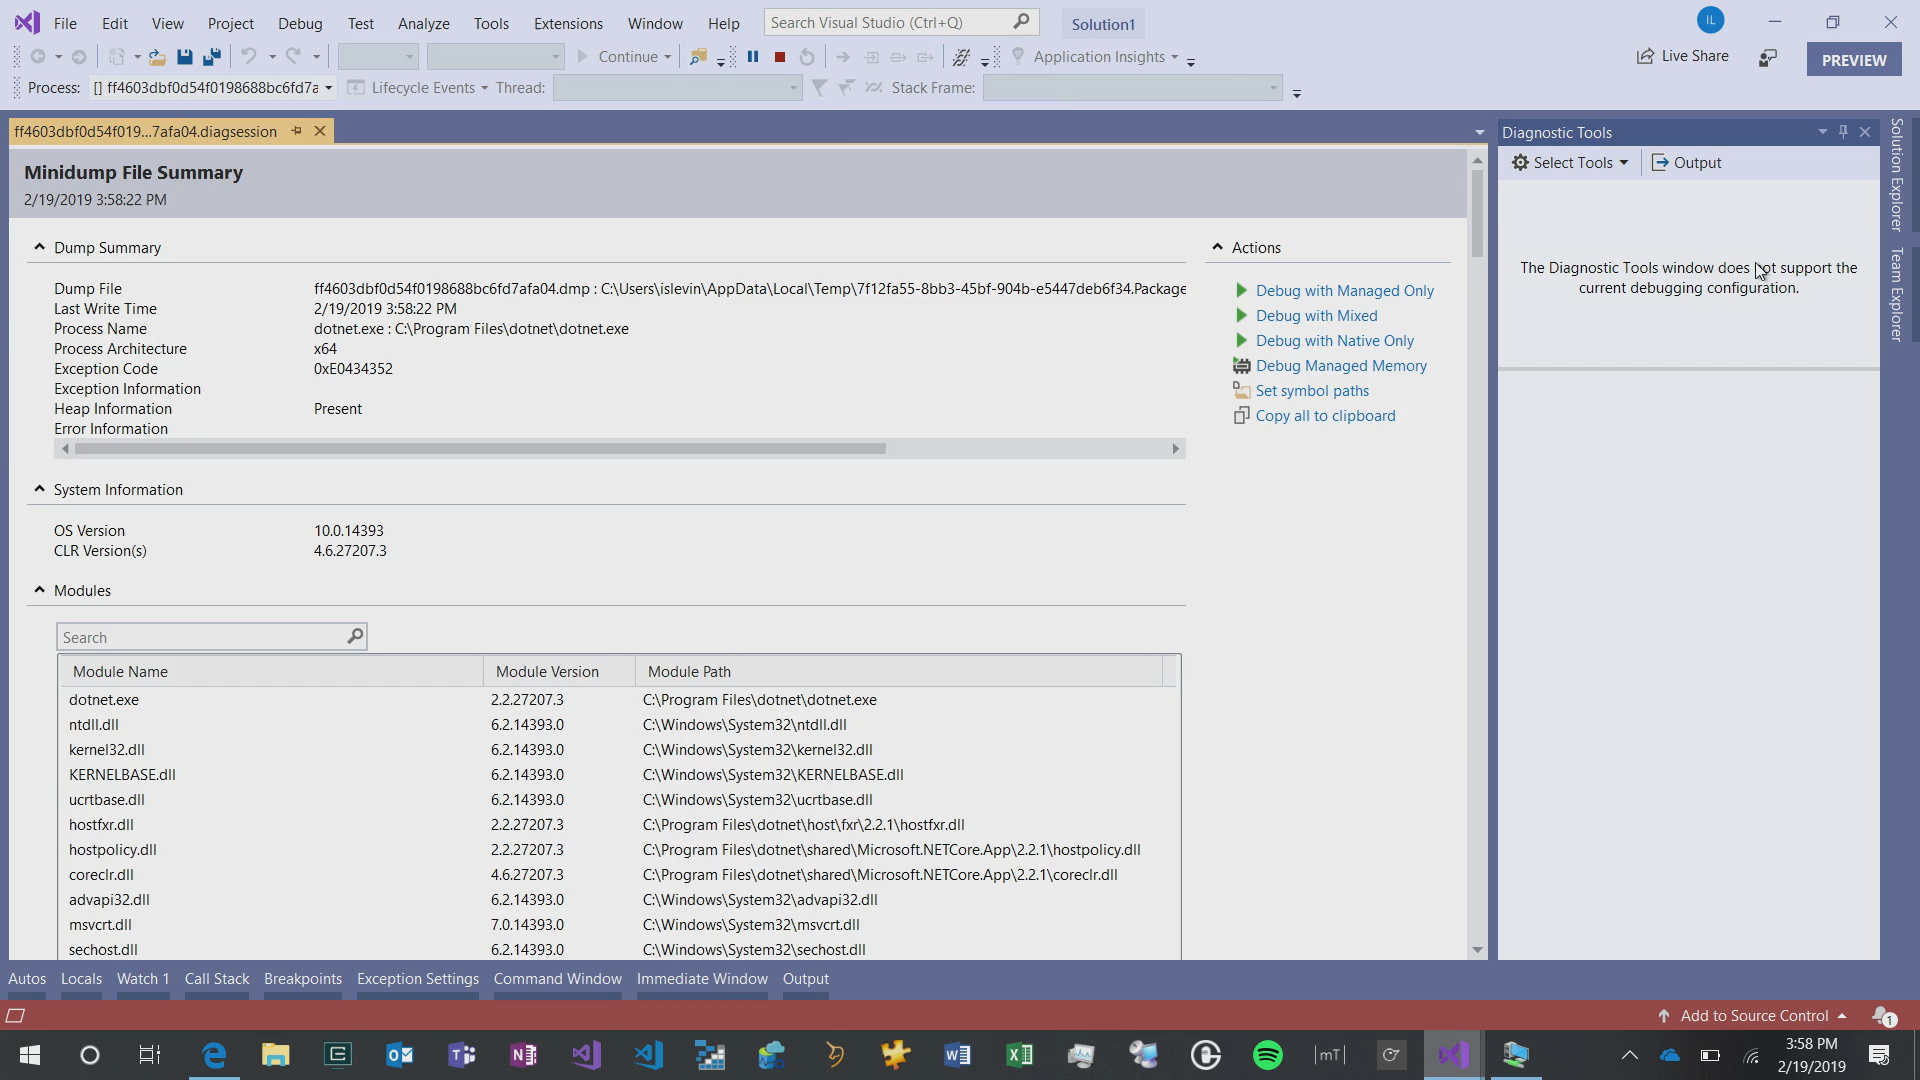 File Edit View Project Debug Test Analyze Tools Extensions Window Help Search Visual Studio (Ctrl+Q) Solution1 IL
Continue Application Insights Live Share PREVIEW
Process: [] ff4603dbf0d54f0198688bc6fd7a Lifecycle Events Thread: Stack Frame:
ff4603dbf0d54f019...7afa04.diagsession
Minidump File Summary
2/19/2019 3:58:22 PM
Dump Summary
Dump File ff4603dbf0d54f0198688bc6fd7afa04.dmp : C:\Users\islevin\AppData\Local\Temp\7f12fa55-8bb3-45bf-904b-e5447deb6f34.Package
Last Write Time 2/19/2019 3:58:22 PM
Process Name dotnet.exe : C:\Program Files\dotnet\dotnet.exe
Process Architecture x64
Exception Code 0xE0434352
Exception Information
Heap Information Present
Error Information
System Information
OS Version 10.0.14393
CLR Version(s) 4.6.27207.3
Modules
Search
Module Name Module Version Module Path
dotnet.exe 2.2.27207.3 C:\Program Files\dotnet\dotnet.exe
ntdll.dll 6.2.14393.0 C:\Windows\System32\ntdll.dll
kernel32.dll 6.2.14393.0 C:\Windows\System32\kernel32.dll
KERNELBASE.dll 6.2.14393.0 C:\Windows\System32\KERNELBASE.dll
ucrtbase.dll 6.2.14393.0 C:\Windows\System32\ucrtbase.dll
hostfxr.dll 2.2.27207.3 C:\Program Files\dotnet\host\fxr\2.2.1\hostfxr.dll
hostpolicy.dll 2.2.27207.3 C:\Program Files\dotnet\shared\Microsoft.NETCore.App\2.2.1\hostpolicy.dll
coreclr.dll 4.6.27207.3 C:\Program Files\dotnet\shared\Microsoft.NETCore.App\2.2.1\coreclr.dll
advapi32.dll 6.2.14393.0 C:\Windows\System32\advapi32.dll
msvcrt.dll 7.0.14393.0 C:\Windows\System32\msvcrt.dll
sechost.dll 6.2.14393.0 C:\Windows\System32\sechost.dll
Actions
Debug with Managed Only
Debug with Mixed
Debug with Native Only
Debug Managed Memory
Set symbol paths
Copy all to clipboard
Diagnostic Tools
Select Tools Output
The Diagnostic Tools window does not support the
current debugging configuration.
Solution Explorer
Team Explorer
Autos Locals Watch 1 Call Stack Breakpoints Exception Settings Command Window Immediate Window Output
Add to Source Control 1
|mT|
3:58 PM
2/19/2019